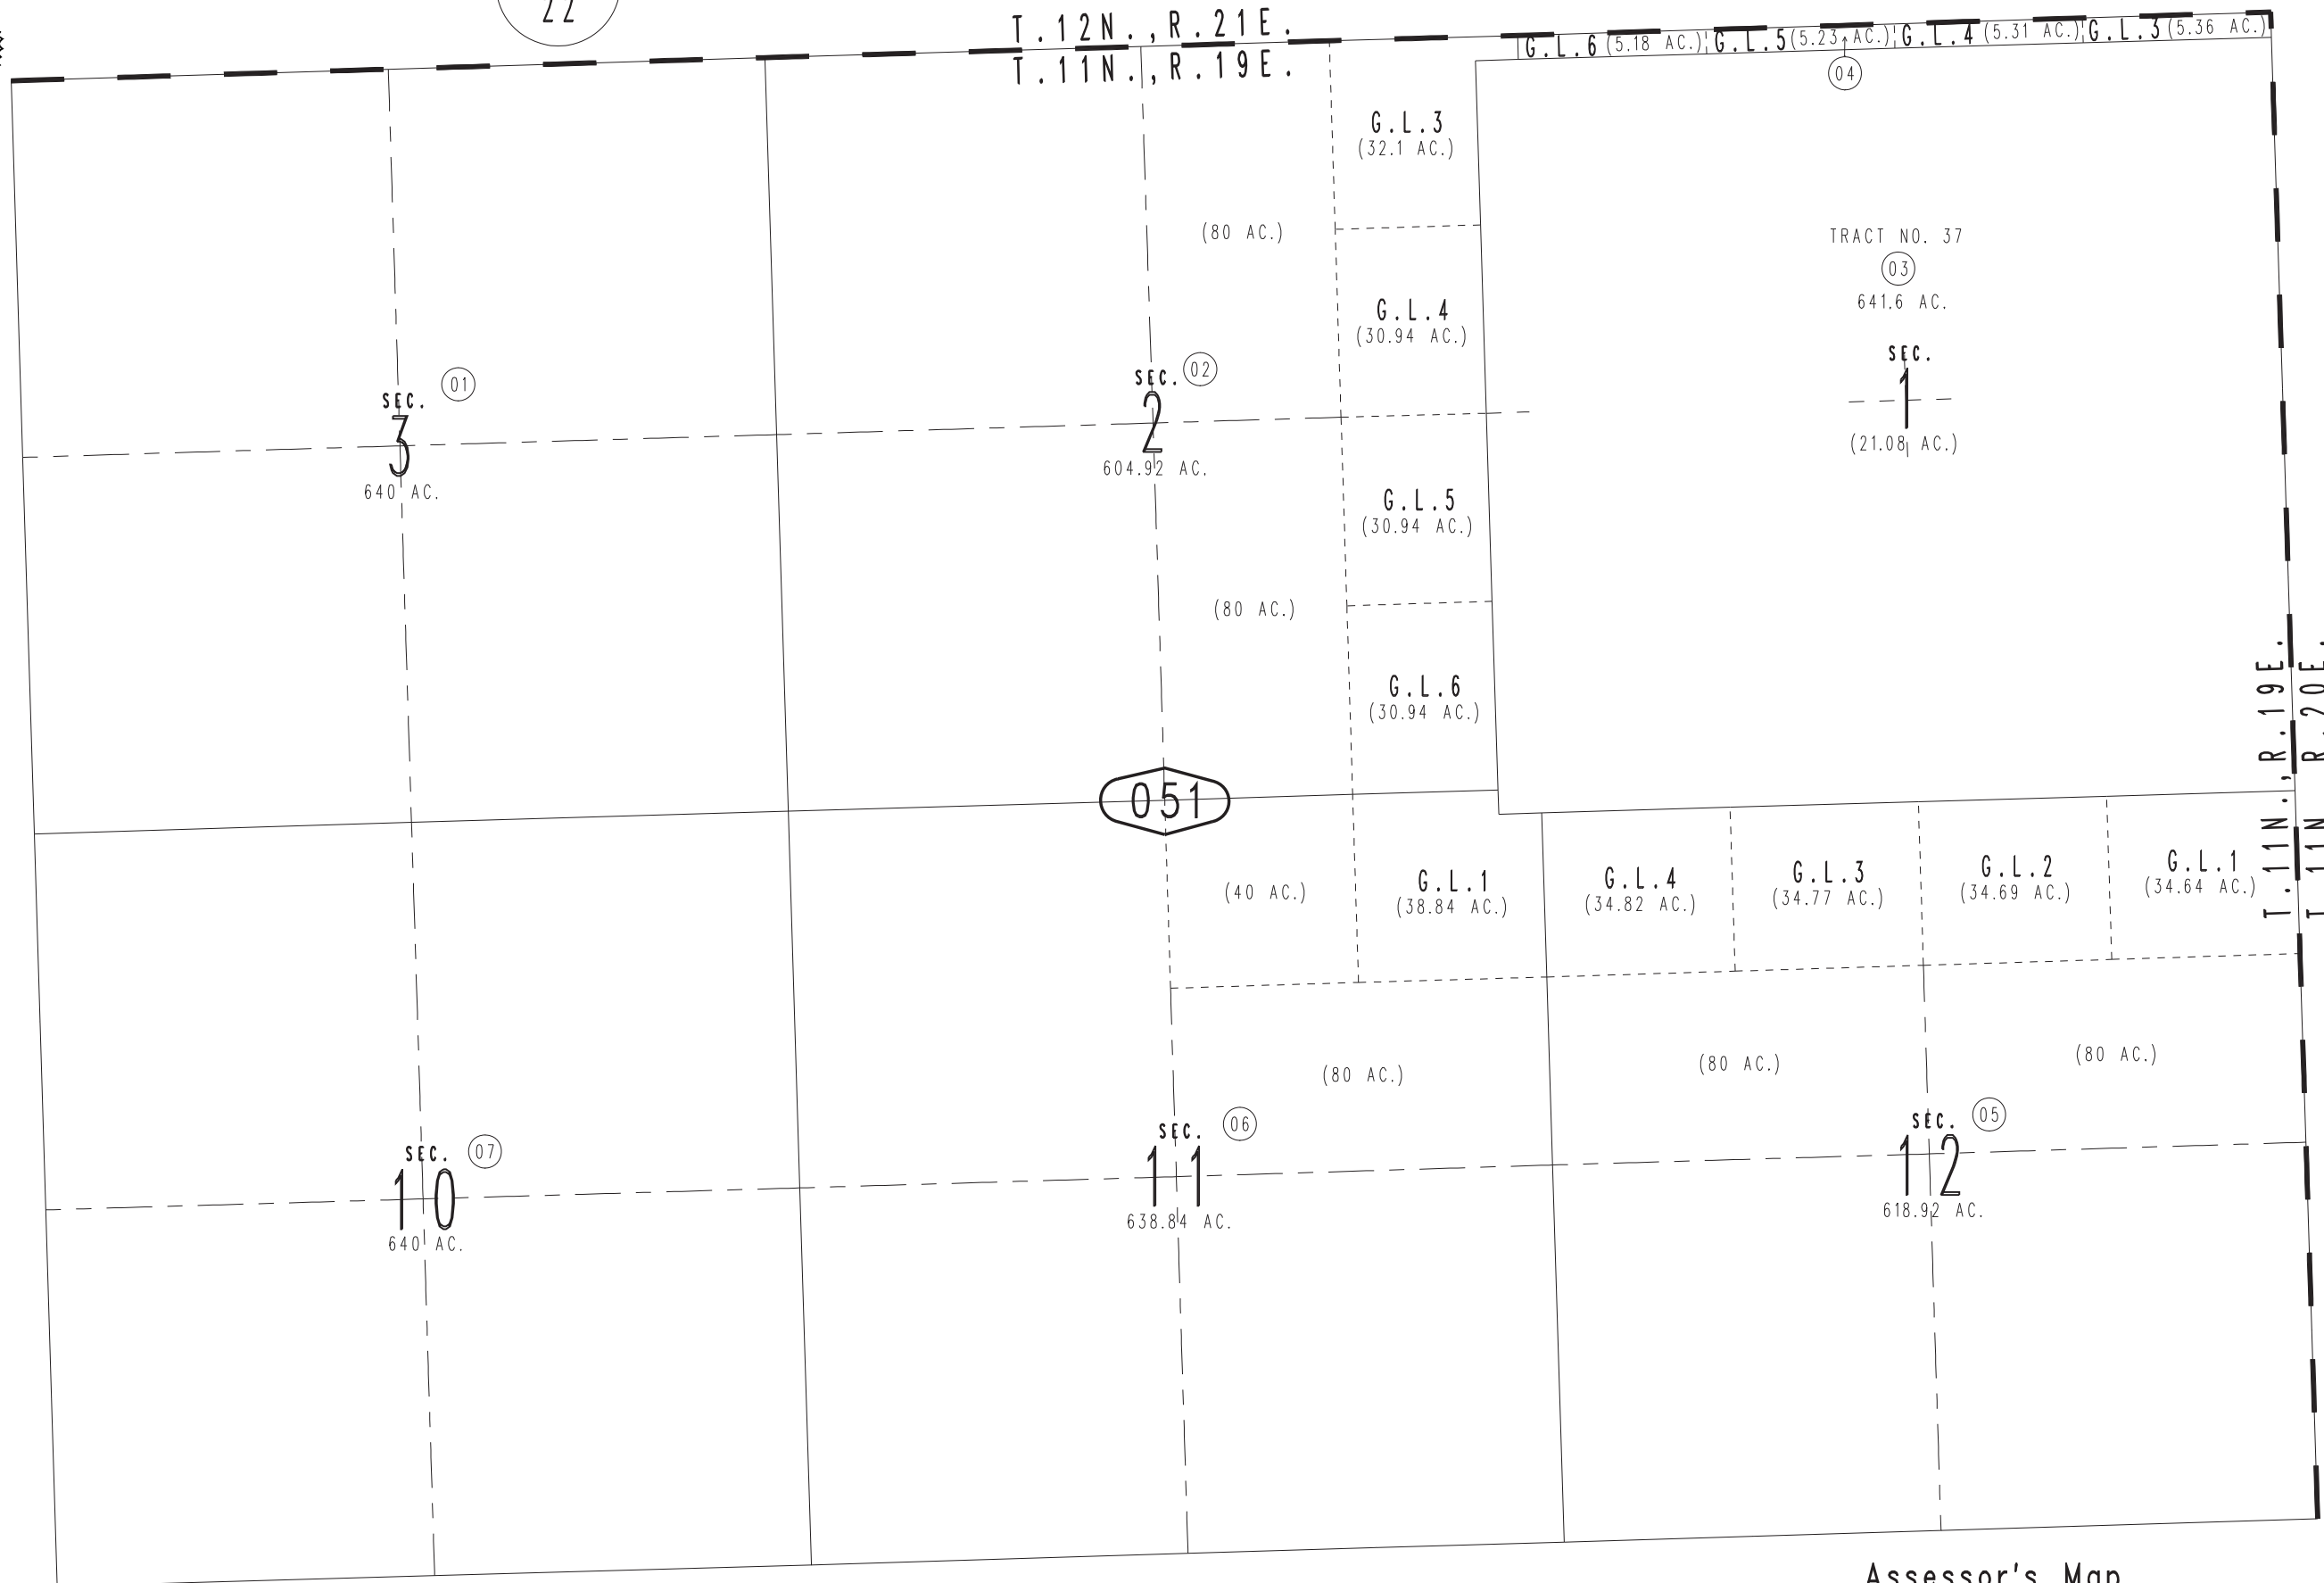 22
T.12N.,R.21E.
T.11N.,R.19E.
G.L.6 (5.18 AC.) G.L.5 (5.23 AC.) G.L.4 (5.31 AC.) G.L.3 (5.36 AC.)
04
G.L.3
(32.1 AC.)
(80 AC.)
TRACT NO. 37
03
641.6 AC.
G.L.4
(30.94 AC.)
SEC.
1
(21.08 AC.)
01
SEC.
3
640 AC.
02
SEC.
2
604.92 AC.
G.L.5
(30.94 AC.)
(80 AC.)
G.L.6
(30.94 AC.)
T.11N.,R.19E.
T.11N. R.20E.
051
(40 AC.)
G.L.1
(38.84 AC.)
G.L.4
(34.82 AC.)
G.L.3
(34.77 AC.)
G.L.2
(34.69 AC.)
G.L.1
(34.64 AC.)
(80 AC.)
(80 AC.)
(80 AC.)
SEC. 07
10
640 AC.
SEC. 06
11
638.84 AC.
SEC. 05
12
618.92 AC.
Assessor's Map